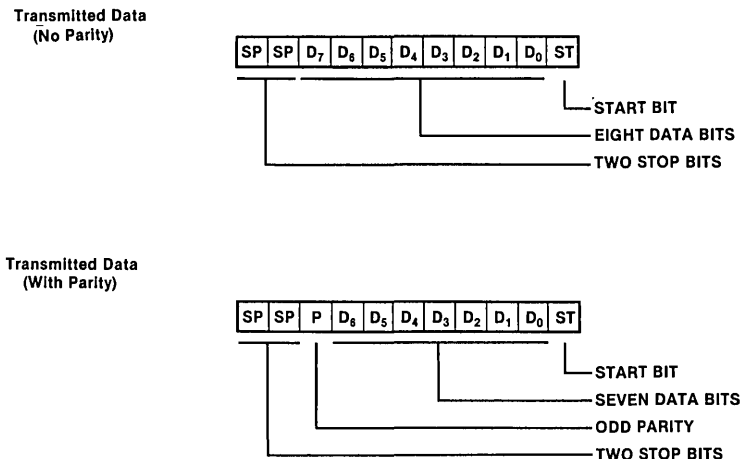 Transmitted Data
(No Parity)
SP SP D7 D6 D5 D4 D3 D2 D1 D0 ST
START BIT
EIGHT DATA BITS
TWO STOP BITS
Transmitted Data
(With Parity)
SP SP P D6 D5 D4 D3 D2 D1 D0 ST
START BIT
SEVEN DATA BITS
ODD PARITY
TWO STOP BITS